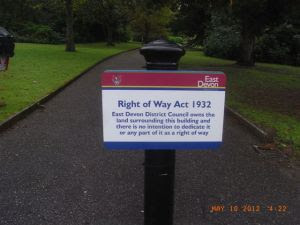 East
Devon
Right of Way Act 1932
East Devon District Council owns the
land surrounding this building and
there is no intention to dedicate it
or any part of it as a right of way
MAY 10 2012 4:22